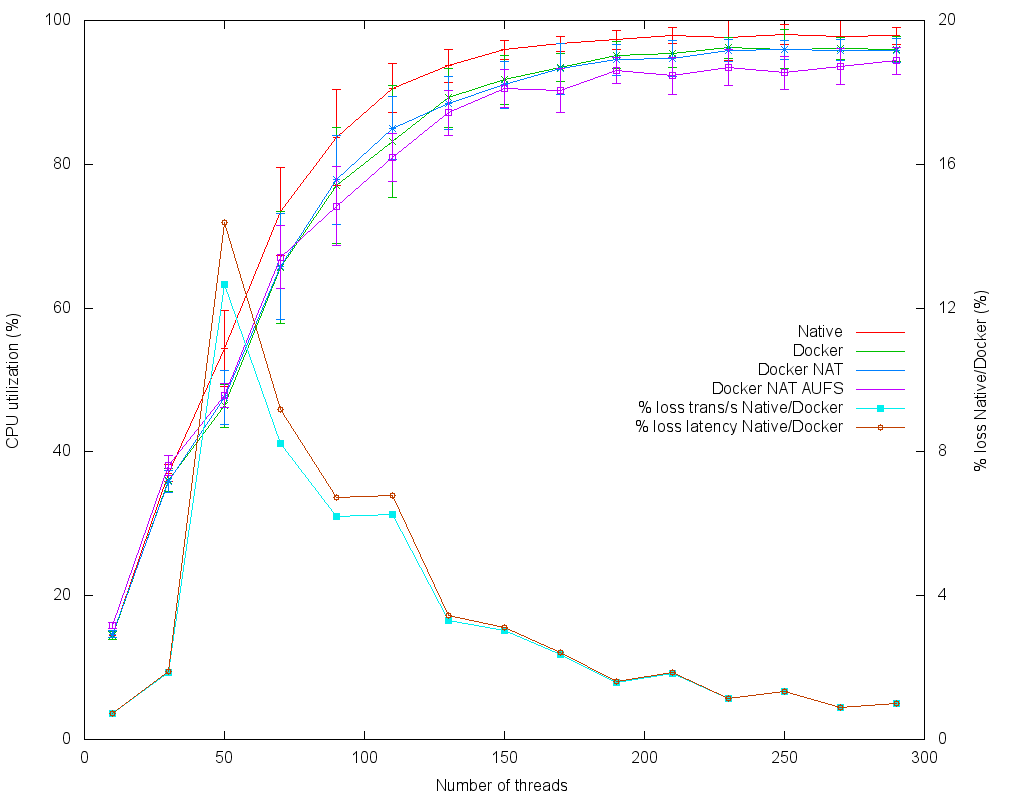 100
80
60
40
20
0
CPU utilization (%)
20
16
12
8
4
0
% loss Native/Docker (%)
Native
Docker
Docker NAT
Docker NAT AUFS
% loss trans/s Native/Docker
% loss latency Native/Docker
0 50 100 150 200 250 300
Number of threads